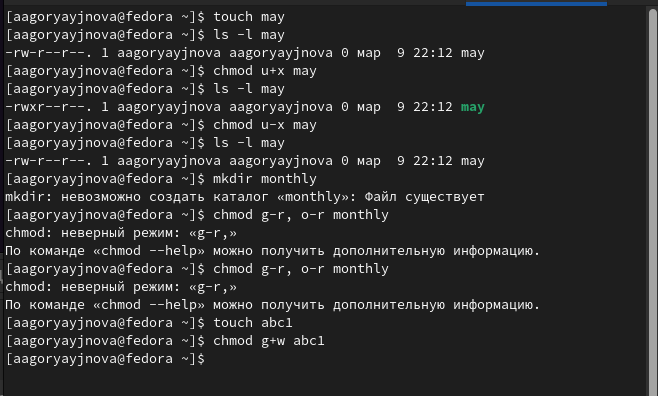 [aagoryayjnova@fedora ~]$ touch may
[aagoryayjnova@fedora ~]$ ls -l may
-rw-r--r--. 1 aagoryayjnova aagoryayjnova 0 мар  9 22:12 may
[aagoryayjnova@fedora ~]$ chmod u+x may
[aagoryayjnova@fedora ~]$ ls -l may
-rwxr--r--. 1 aagoryayjnova aagoryayjnova 0 мар  9 22:12 may
[aagoryayjnova@fedora ~]$ chmod u-x may
[aagoryayjnova@fedora ~]$ ls -l may
-rw-r--r--. 1 aagoryayjnova aagoryayjnova 0 мар  9 22:12 may
[aagoryayjnova@fedora ~]$ mkdir monthly
mkdir: невозможно создать каталог «monthly»: Файл существует
[aagoryayjnova@fedora ~]$ chmod g-r, o-r monthly
chmod: неверный режим: «g-r,»
По команде «chmod --help» можно получить дополнительную информацию.
[aagoryayjnova@fedora ~]$ chmod g-r, o-r monthly
chmod: неверный режим: «g-r,»
По команде «chmod --help» можно получить дополнительную информацию.
[aagoryayjnova@fedora ~]$ touch abc1
[aagoryayjnova@fedora ~]$ chmod g+w abc1
[aagoryayjnova@fedora ~]$